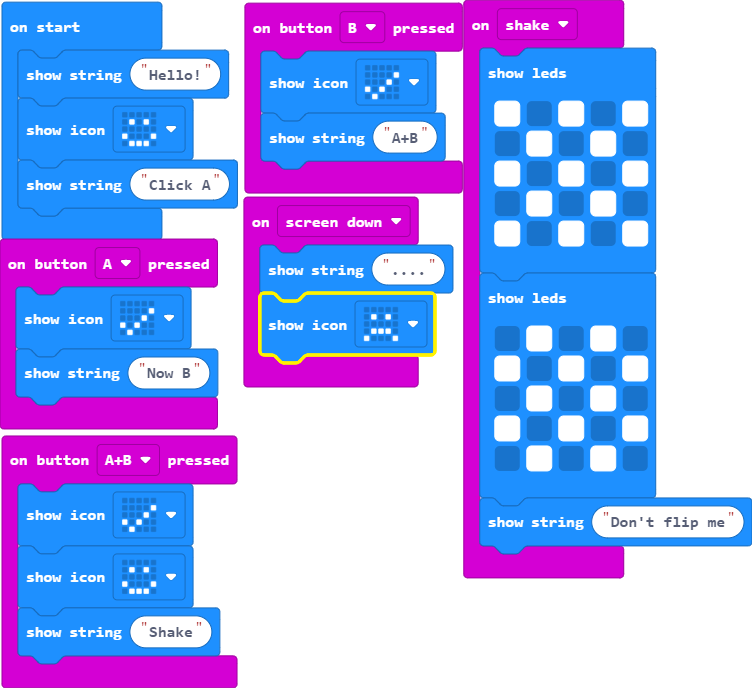 on start
show string "Hello!"
show icon
show string "Click A"
on button A pressed
show icon
show string "Now B"
on button A+B pressed
show icon
show icon
show string "Shake"
on button B pressed
show icon
show string "A+B"
on screen down
show string "...."
show icon
on shake
show leds
show leds
show string "Don't flip me"